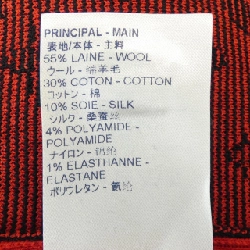 PRINCIPAL - MAIN
表地/本体 - 主料
55% LAINE - WOOL
ウール - 绵羊毛
30% COTON - COTTON
コットン - 棉
10% SOIE - SILK
シルク - 桑蚕丝
4% POLYAMIDE -
POLYAMIDE
ナイロン - 锦纶
1% ELASTHANNE -
ELASTANE
ポリウレタン - 氨纶